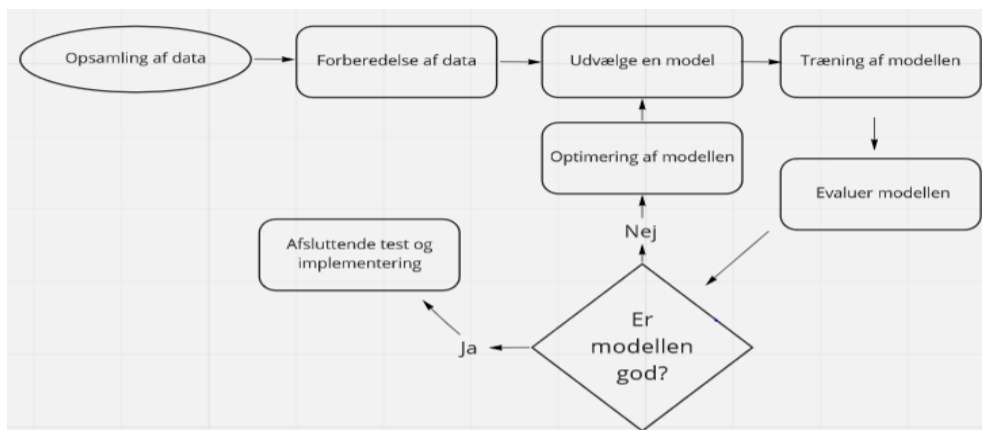 Opsamling af data
Forberedelse af data
Udvælge en model
Træning af modellen
Optimering af modellen
Evaluer modellen
Nej
Afsluttende test og
implementering
Er
modellen
god?
Ja